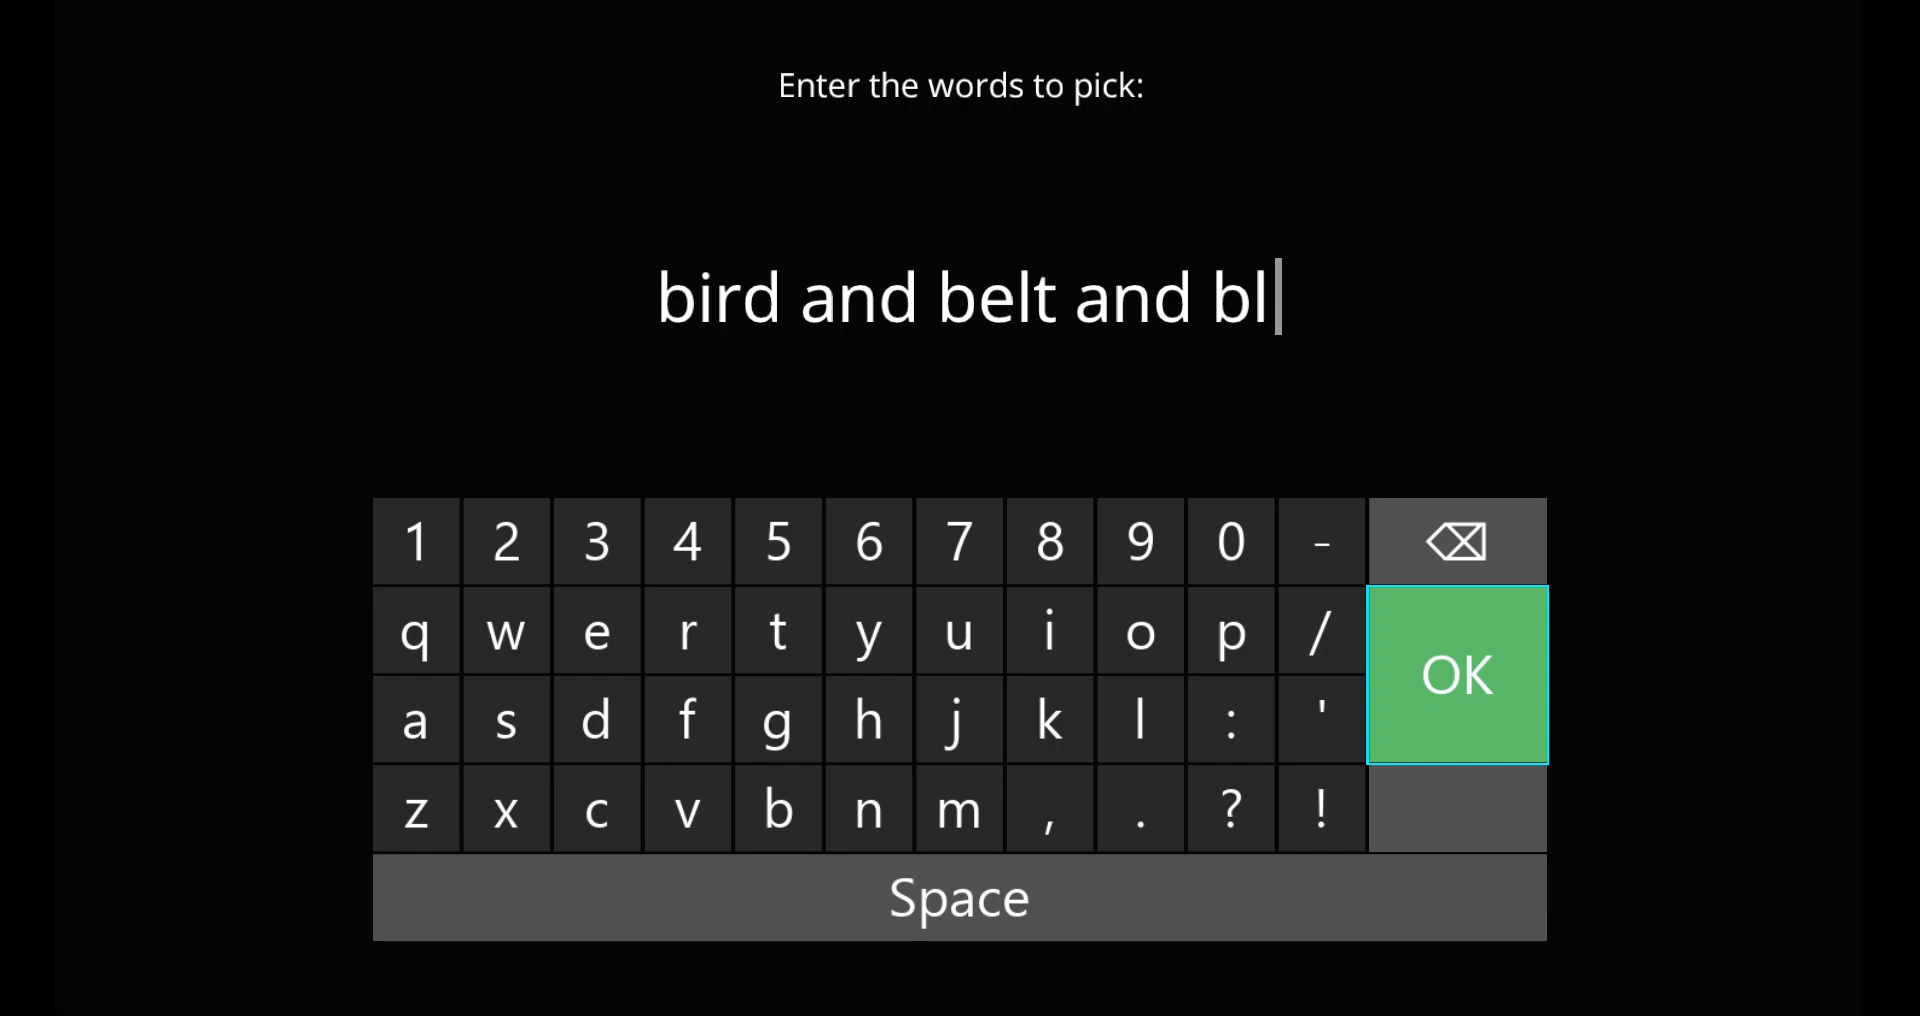 Enter the words to pick:
bird and belt and bl
1 2 3 4 5 6 7 8 9 0 - ⌫
q w e r t y u i o p /
OK
a s d f g h j k l : '
z x c v b n m , . ? !
Space